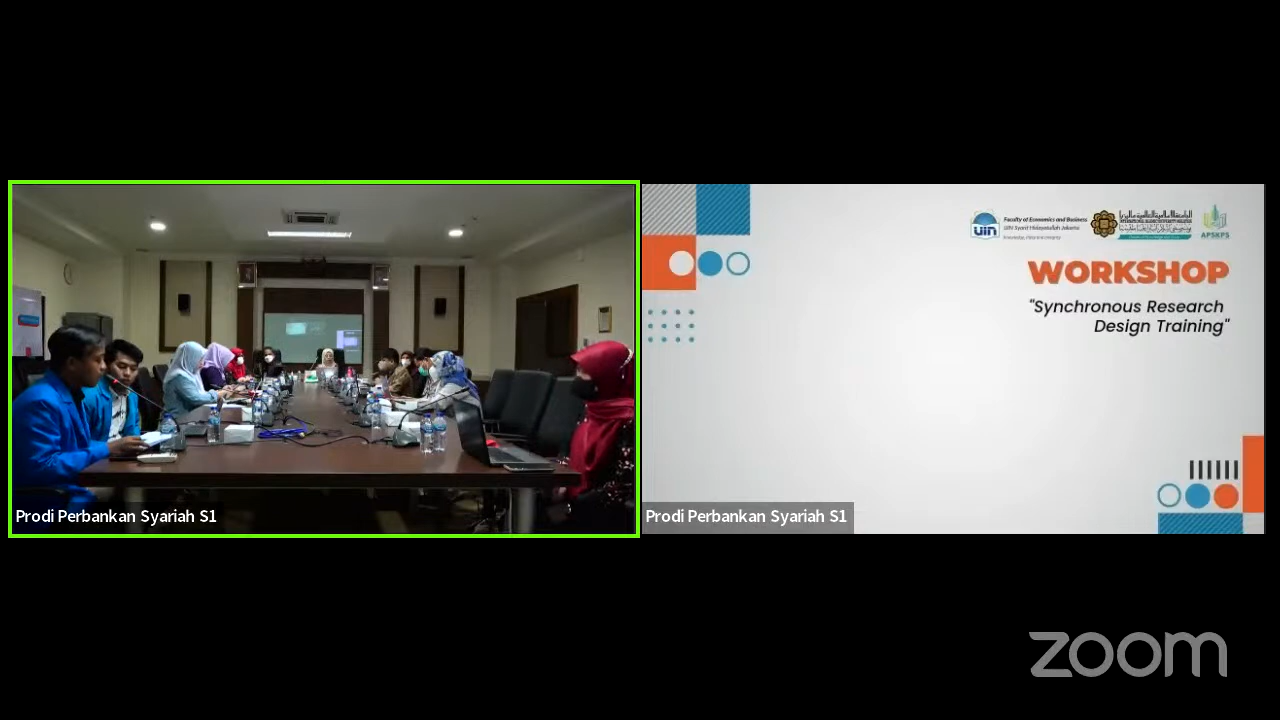 Prodi Perbankan Syariah S1
uin
Faculty of Economics and Business
UIN Syarif Hidayatullah Jakarta
APSKPS
WORKSHOP
"Synchronous Research
Design Training"
Prodi Perbankan Syariah S1
zoom